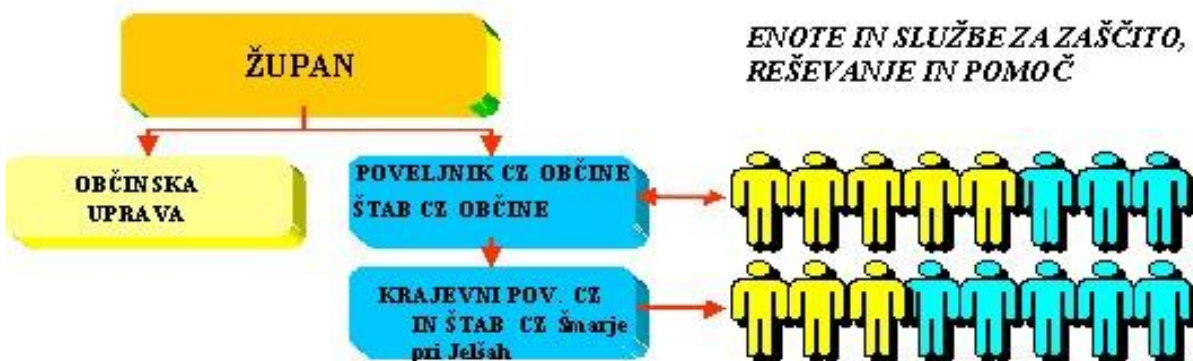 ŽUPAN
ENOTE IN SLUŽBE ZA ZAŠČITO,
REŠEVANJE IN POMOČ
OBČINSKA
UPRAVA
POVELJNIK CZ OBČINE
ŠTAB CZ OBČINE
KRAJEVNI POV. CZ
IN ŠTAB CZ Šmarje
pri Jelšah